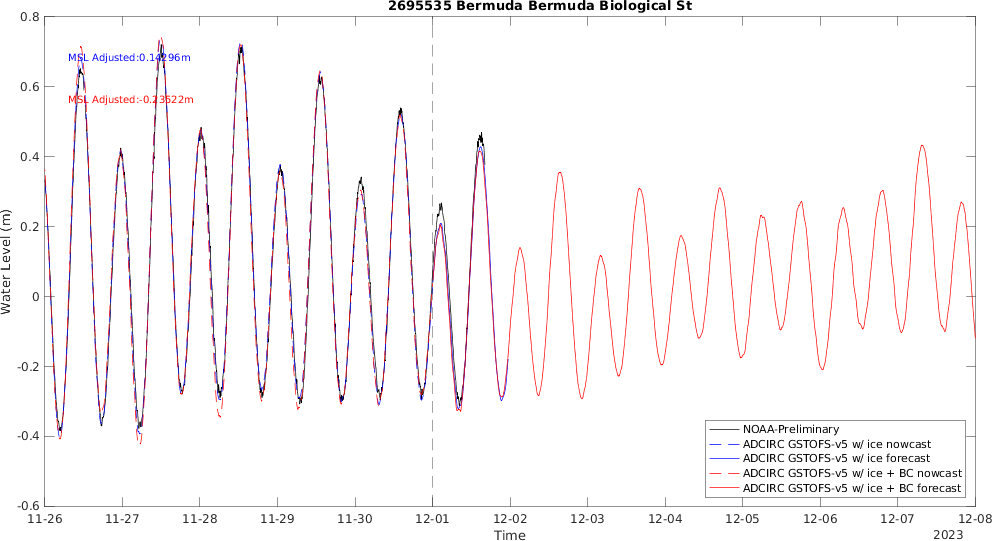 2695535 Bermuda Bermuda Biological St
MSL Adjusted:0.14296m
MSL Adjusted:-0.23522m
Water Level (m)
0.8
0.6
0.4
0.2
0
-0.2
-0.4
-0.6
NOAA-Preliminary
ADCIRC GSTOFS-v5 w/ ice nowcast
ADCIRC GSTOFS-v5 w/ ice forecast
ADCIRC GSTOFS-v5 w/ ice + BC nowcast
ADCIRC GSTOFS-v5 w/ ice + BC forecast
11-26 11-27 11-28 11-29 11-30 12-01 12-02 12-03 12-04 12-05 12-06 12-07 12-08
Time
2023